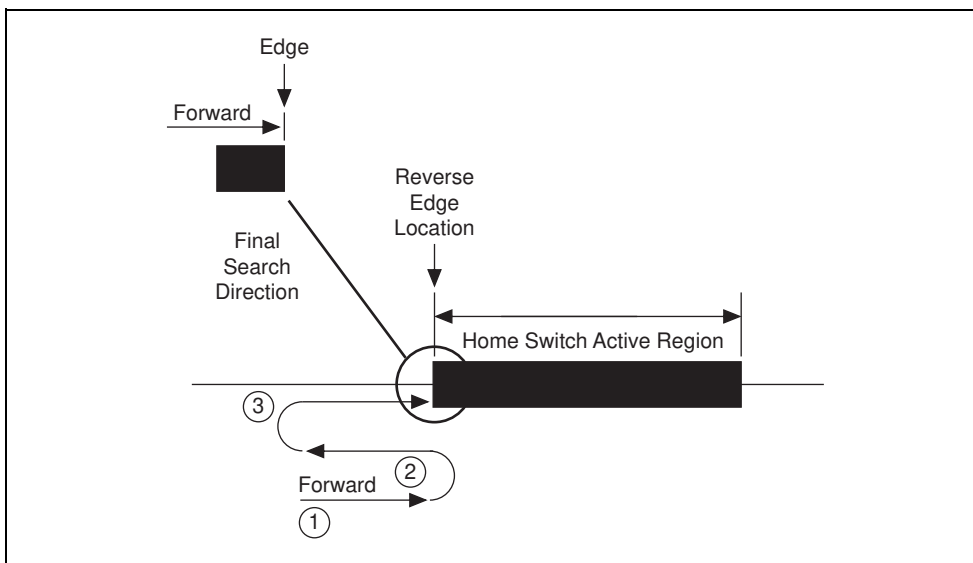 Edge
Forward
Reverse
Edge
Location
Final
Search
Direction
Home Switch Active Region
3
2
Forward
1